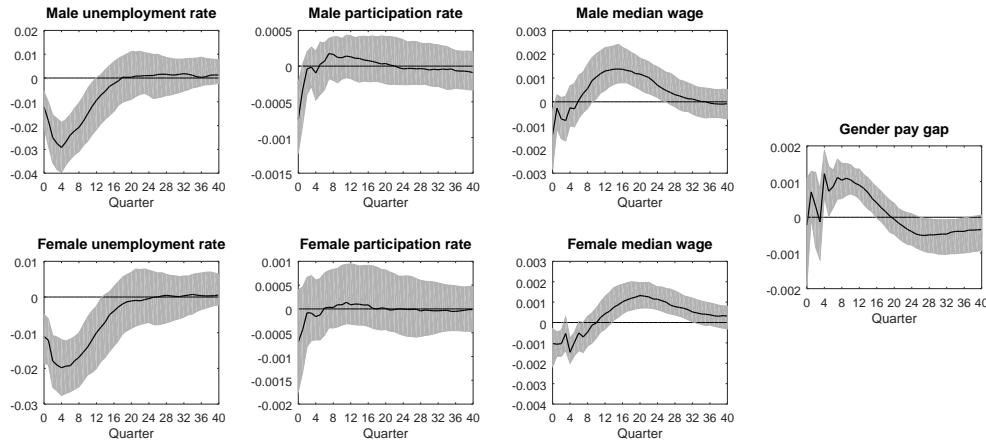 Male unemployment rate
0.02
0.01
0
-0.01
-0.02
-0.03
-0.04
0 4 8 12 16 20 24 28 32 36 40
Quarter
Male participation rate
0.0005
0
-0.0005
-0.001
-0.0015
0 4 8 12 16 20 24 28 32 36 40
Quarter
Male median wage
0.003
0.002
0.001
0
-0.001
-0.002
-0.003
0 4 8 12 16 20 24 28 32 36 40
Quarter
Gender pay gap
0.002
0.001
0
-0.001
-0.002
0 4 8 12 16 20 24 28 32 36 40
Quarter
Female unemployment rate
0.01
0
-0.01
-0.02
-0.03
0 4 8 12 16 20 24 28 32 36 40
Quarter
Female participation rate
0.001
0.0005
0
-0.0005
-0.001
-0.0015
-0.002
0 4 8 12 16 20 24 28 32 36 40
Quarter
Female median wage
0.003
0.002
0.001
0
-0.001
-0.002
-0.003
-0.004
0 4 8 12 16 20 24 28 32 36 40
Quarter